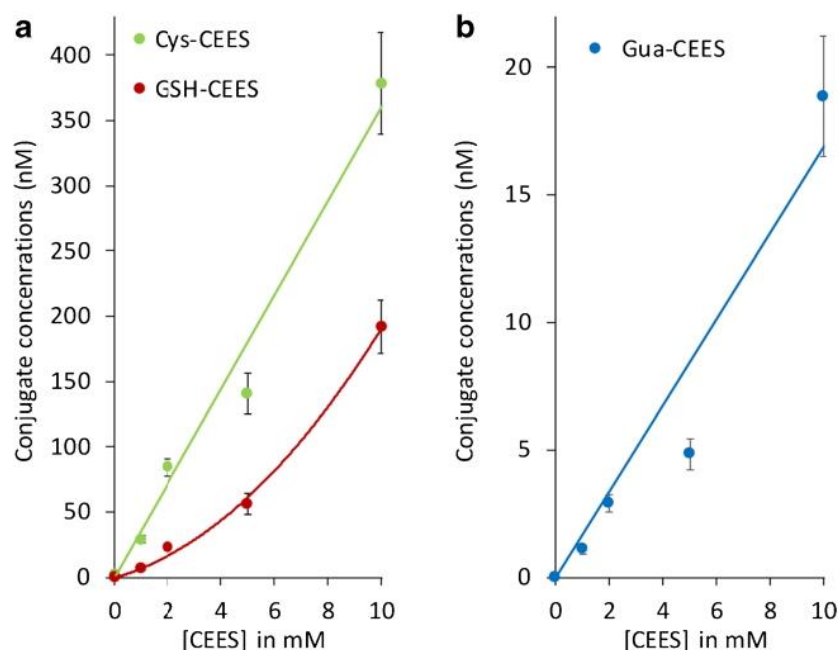 a
Cys-CEES
GSH-CEES
Conjugate concenrations (nM)
400
350
300
250
200
150
100
50
0
0 2 4 6 8 10
[CEES] in mM
b
Gua-CEES
Conjugate concenrations (nM)
20
15
10
5
0
0 2 4 6 8 10
[CEES] in mM